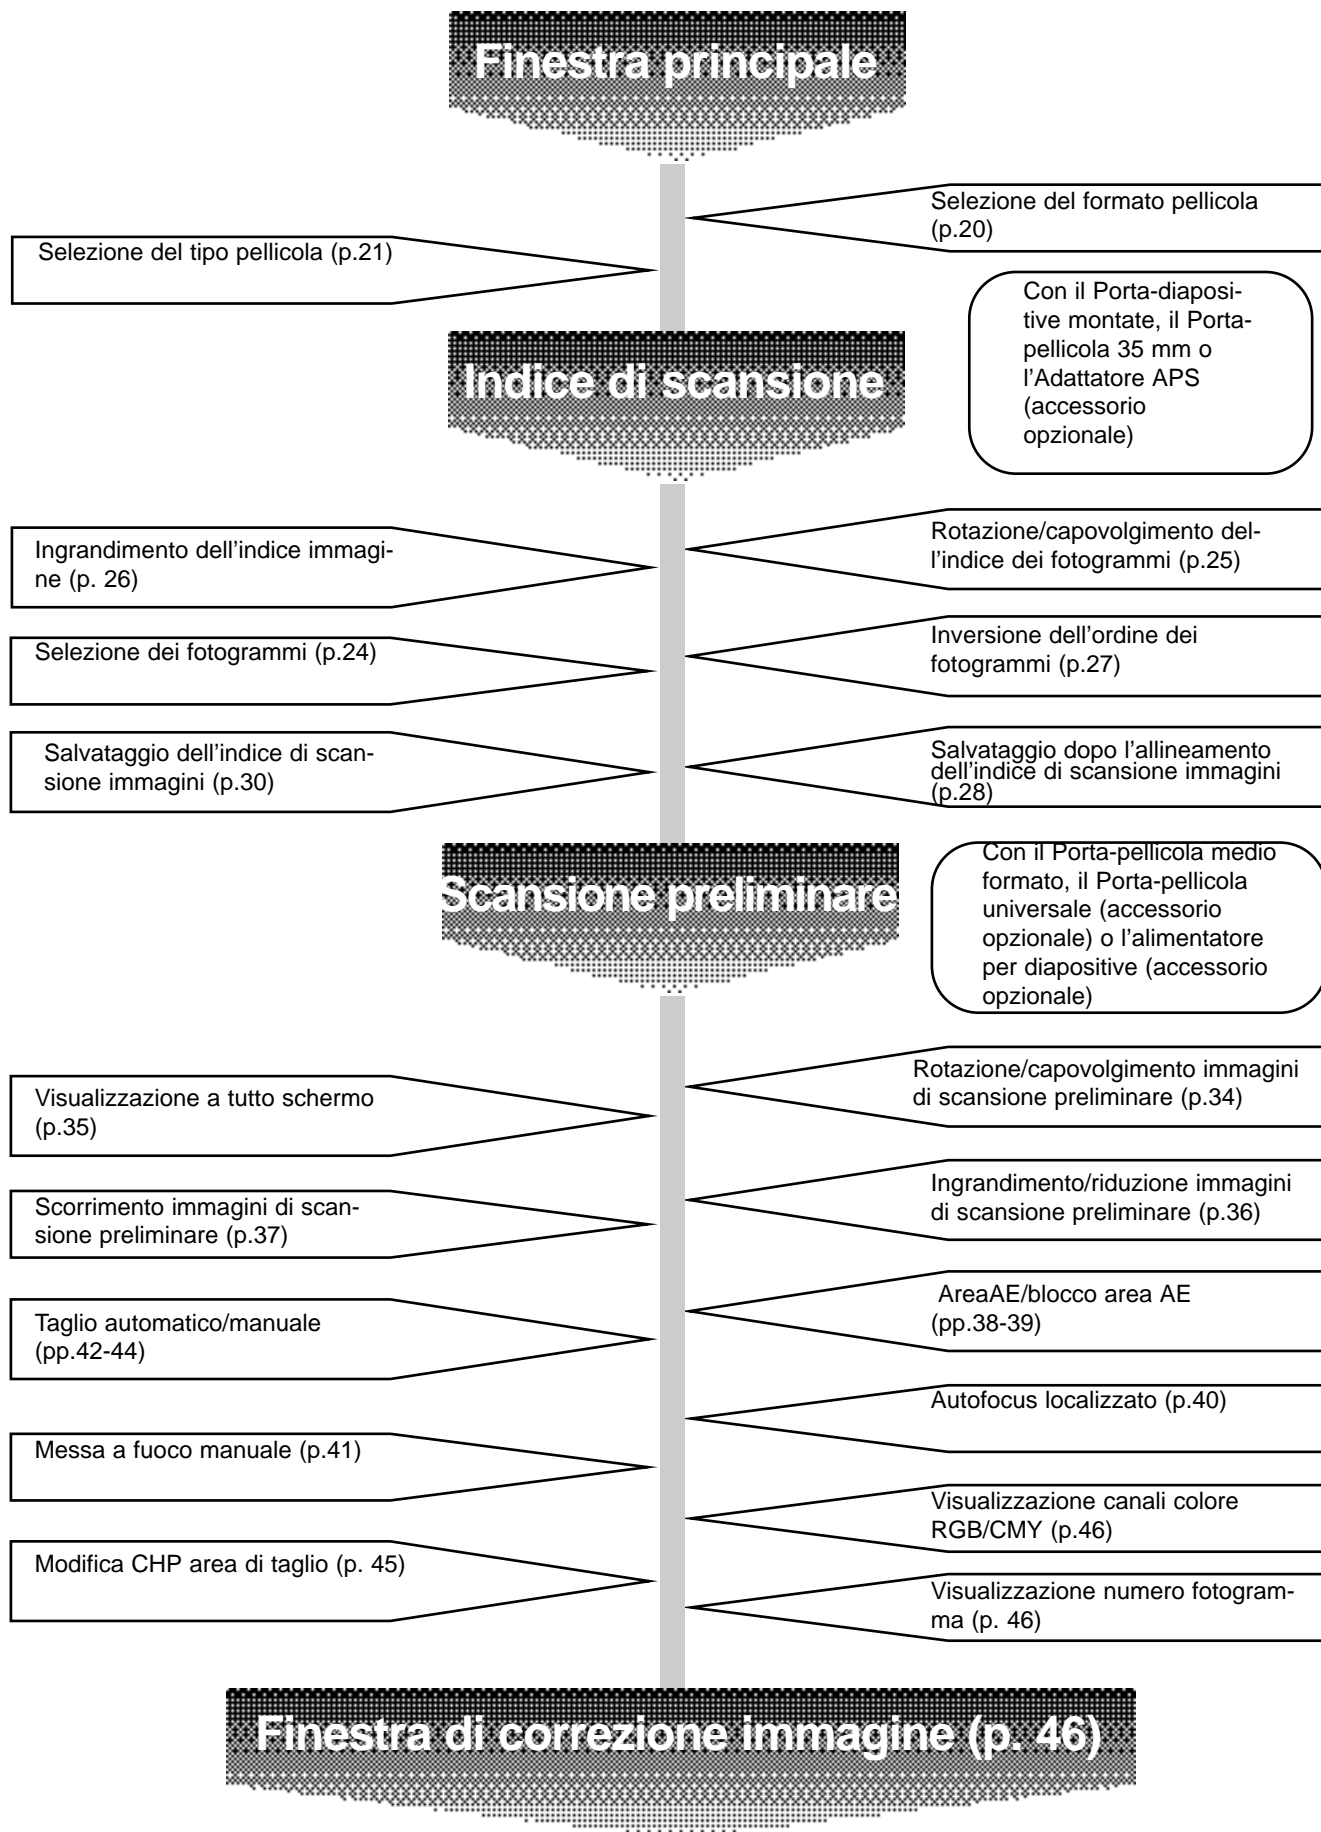 Finestra principale
Selezione del formato pellicola
(p.20)
Selezione del tipo pellicola (p.21)
Con il Porta-diaposi-
tive montate, il Porta-
pellicola 35 mm o
l’Adattatore APS
(accessorio
opzionale)
Indice di scansione
Rotazione/capovolgimento del-
l’indice dei fotogrammi (p.25)
Ingrandimento dell’indice immagi-
ne (p. 26)
Inversione dell’ordine dei
fotogrammi (p.27)
Selezione dei fotogrammi (p.24)
Salvataggio dopo l’allineamento
dell’indice di scansione immagini
(p.28)
Salvataggio dell’indice di scan-
sione immagini (p.30)
Scansione preliminare
Con il Porta-pellicola medio
formato, il Porta-pellicola
universale (accessorio
opzionale) o l’alimentatore
per diapositive (accessorio
opzionale)
Rotazione/capovolgimento immagini
di scansione preliminare (p.34)
Visualizzazione a tutto schermo
(p.35)
Ingrandimento/riduzione immagini
di scansione preliminare (p.36)
Scorrimento immagini di scan-
sione preliminare (p.37)
AreaAE/blocco area AE
(pp.38-39)
Taglio automatico/manuale
(pp.42-44)
Autofocus localizzato (p.40)
Messa a fuoco manuale (p.41)
Visualizzazione canali colore
RGB/CMY (p.46)
Modifica CHP area di taglio (p. 45)
Visualizzazione numero fotogram-
ma (p. 46)
Finestra di correzione immagine (p. 46)